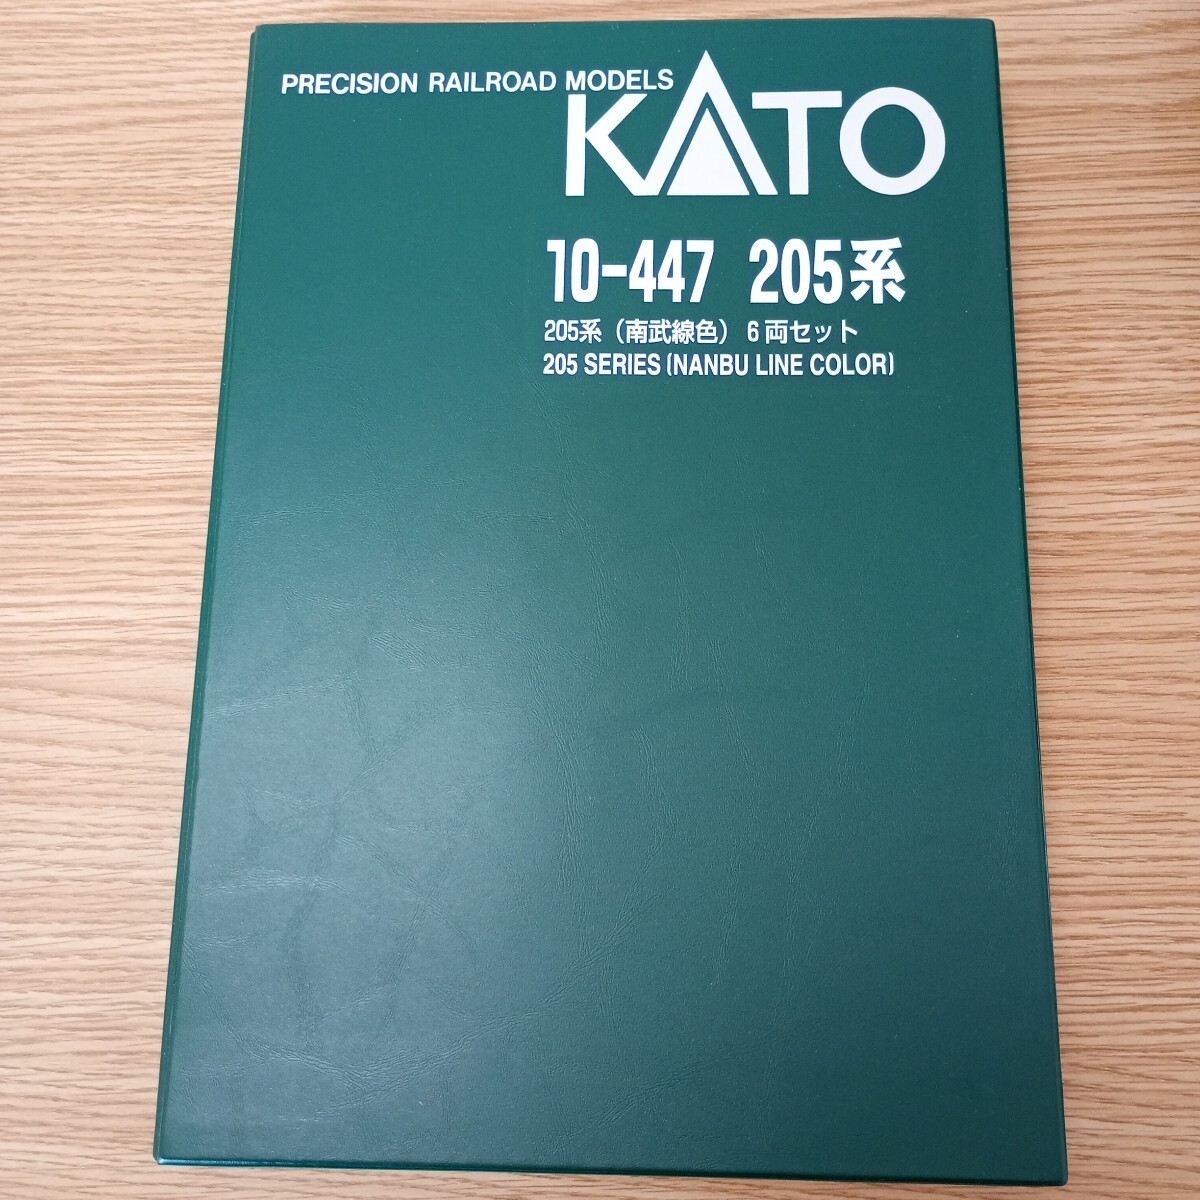 PRECISION RAILROAD MODELS
KATO
10-447 205系
205系（南武線色）6両セット
205 SERIES (NANBU LINE COLOR)